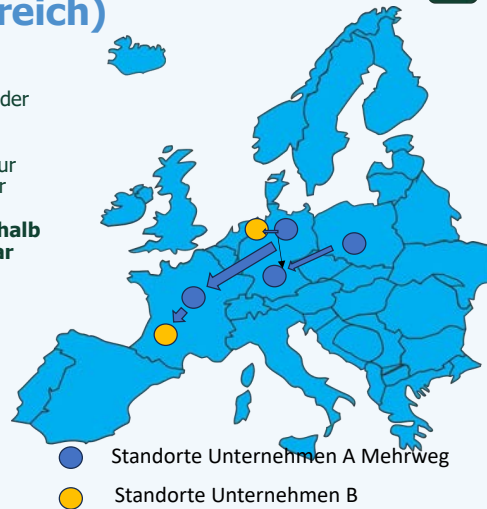 reich)
der
ur
r
halb
ar
Standorte Unternehmen A Mehrweg
Standorte Unternehmen B